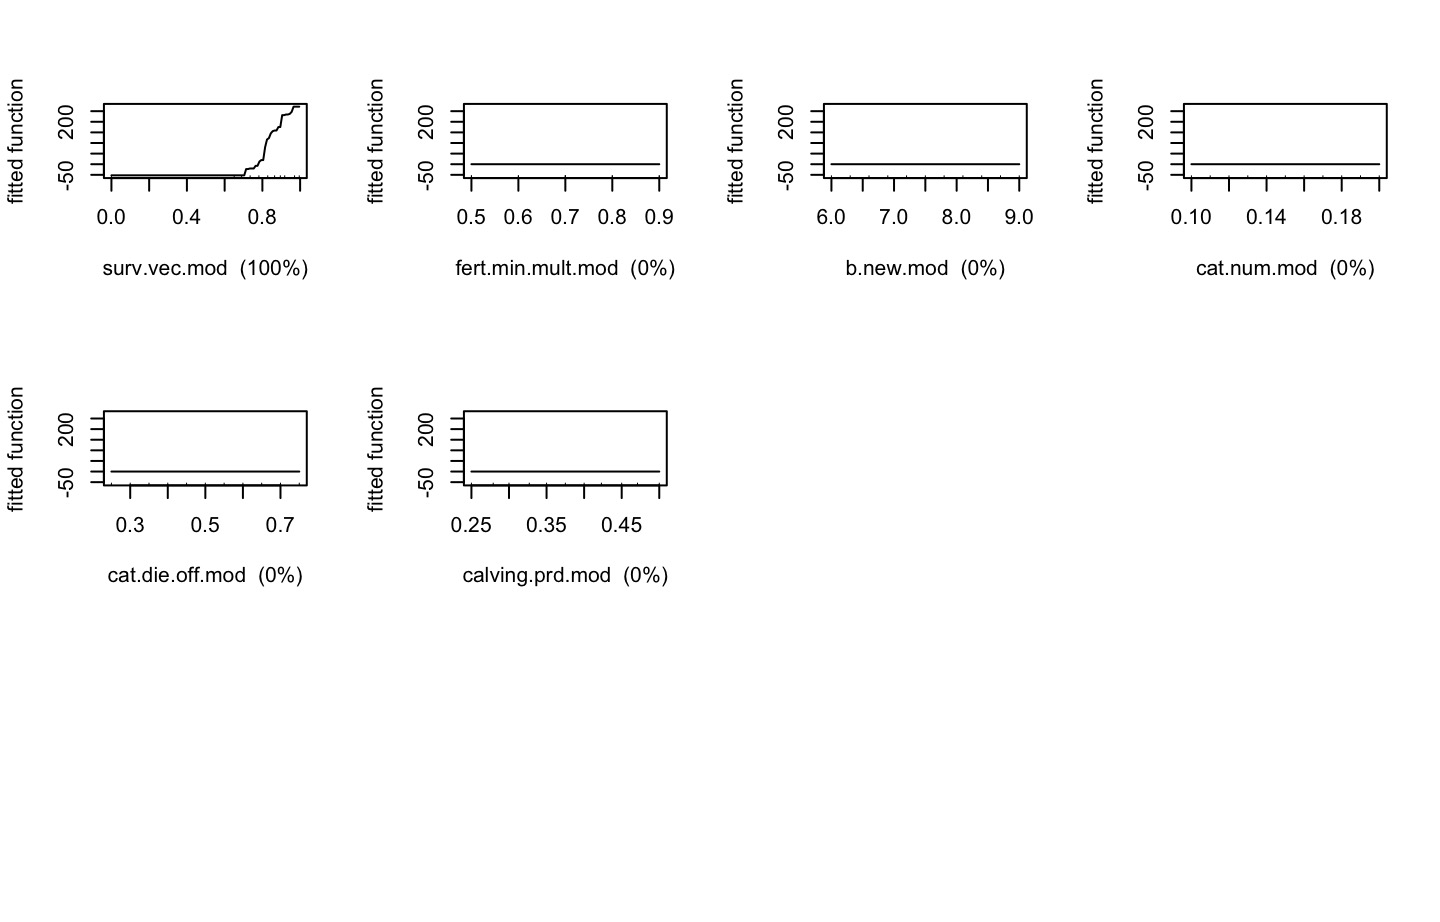 fitted function
200
-50
0.0 0.4 0.8
surv.vec.mod (100%)
fitted function
200
-50
0.5 0.6 0.7 0.8 0.9
fert.min.mult.mod (0%)
fitted function
200
-50
6.0 7.0 8.0 9.0
b.new.mod (0%)
fitted function
200
-50
0.10 0.14 0.18
cat.num.mod (0%)
fitted function
200
-50
0.3 0.5 0.7
cat.die.off.mod (0%)
fitted function
200
-50
0.25 0.35 0.45
calving.prd.mod (0%)